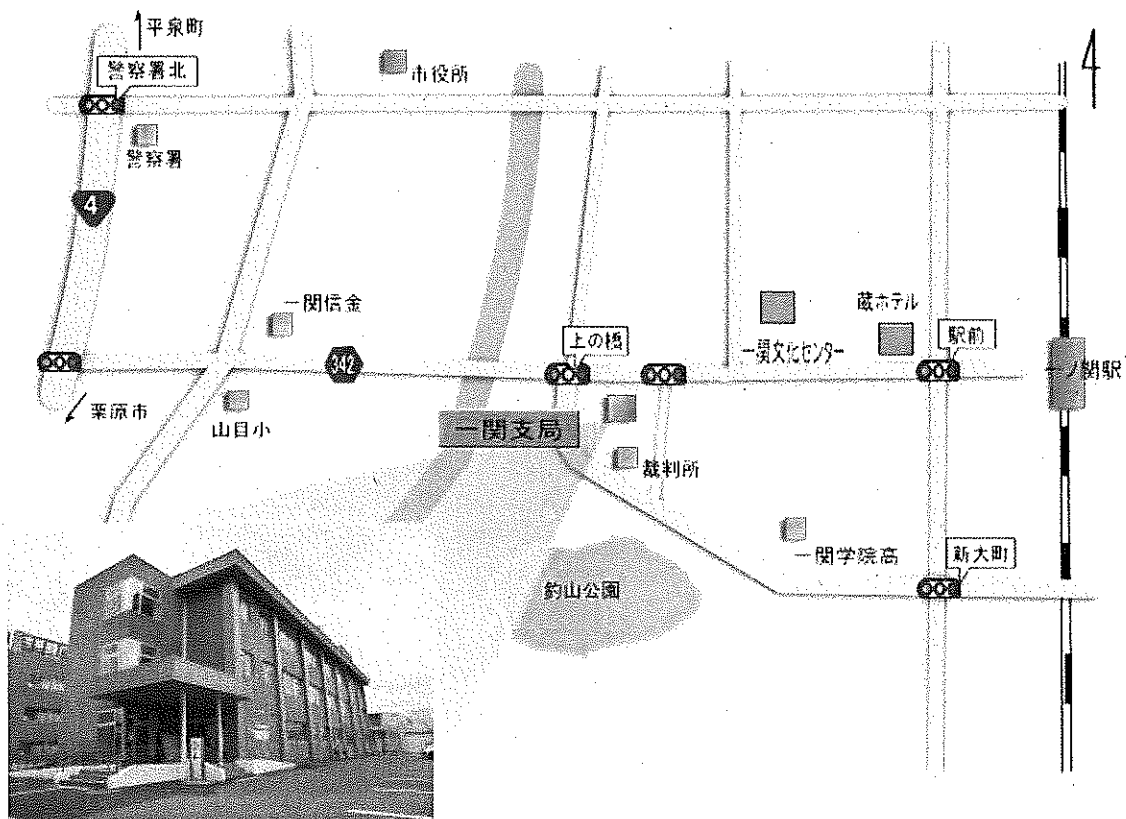 平泉町
警察署北
市役所
4
警察署
4
一関信金
蔵ホテル
上の橋
駅前
一関文化センター
342
一ノ関駅
栗原市
山目小
一関支局
裁判所
一関学院高
新大町
釣山公園